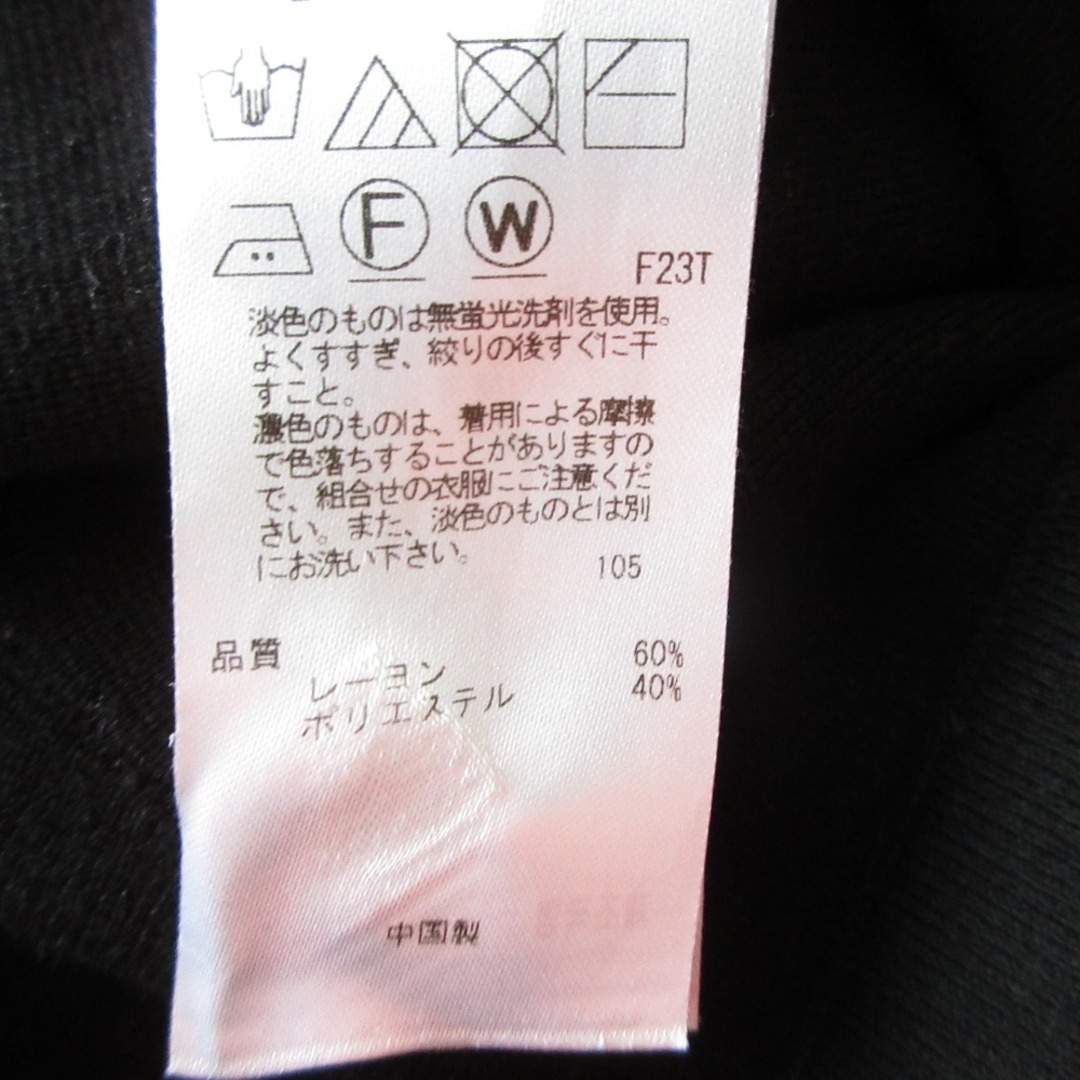 F
W
F23T
淡色のものは無蛍光洗剤を使用。
よくすすぎ、絞りの後すぐに干
すこと。
濃色のものは、着用による摩擦
で色落ちすることがありますの
で、組合せの衣服にご注意くだ
さい。また、淡色のものとは別
にお洗い下さい。
105
品質
レーヨン 60%
ポリエステル 40%
中国製